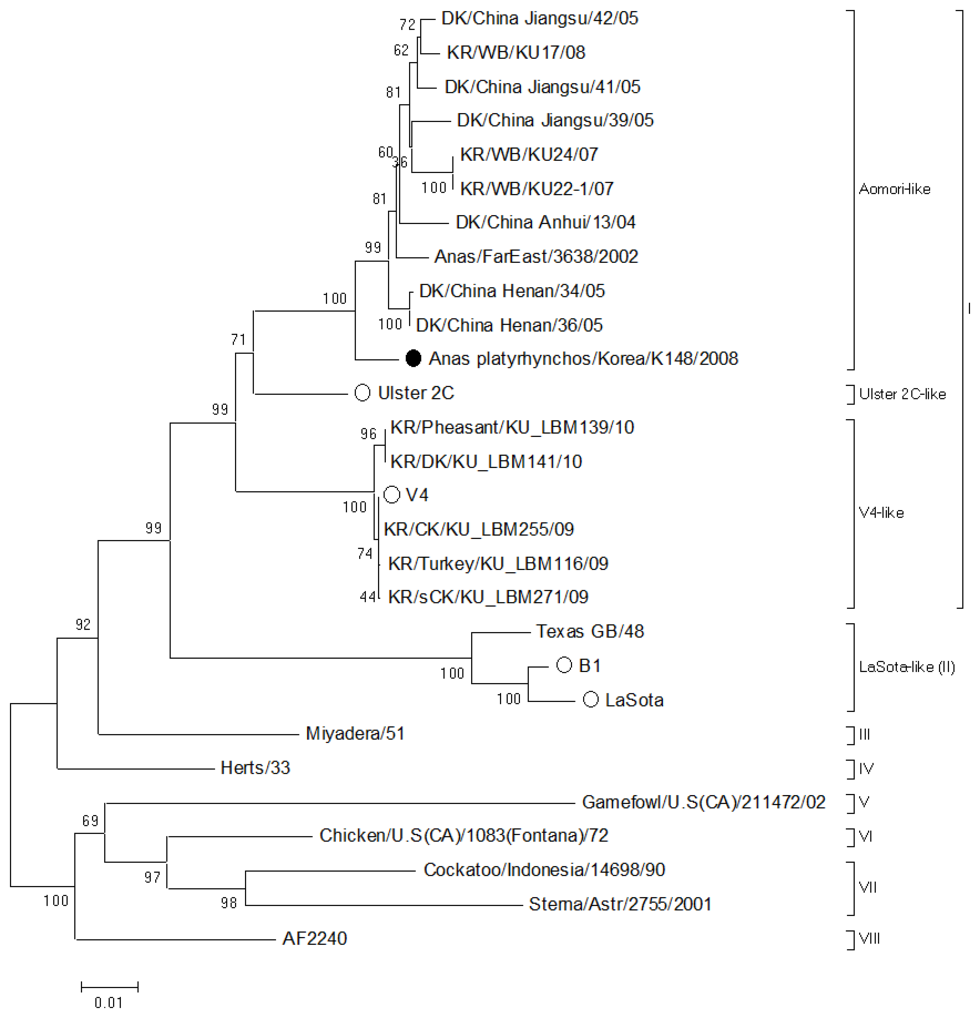 72
DK/China Jiangsu/42/05
62
KR/WB/KU17/08
81
DK/China Jiangsu/41/05
DK/China Jiangsu/39/05
60
36
KR/WB/KU24/07
100
KR/WB/KU22-1/07
Aomori-like
81
DK/China Anhui/13/04
99
Anas/FarEast/3638/2002
DK/China Henan/34/05
100
I
100
DK/China Henan/36/05
71
Anas platyrhynchos/Korea/K148/2008
Ulster 2C
Ulster 2C-like
99
KR/Pheasant/KU_LBM139/10
96
KR/DK/KU_LBM141/10
V4
100
V4-like
99
KR/CK/KU_LBM255/09
74
KR/Turkey/KU_LBM116/09
44
KR/sCK/KU_LBM271/09
92
Texas GB/48
100
B1
LaSota-like (II)
100
LaSota
Miyadera/51
III
Herts/33
IV
Gamefowl/U.S(CA)/211472/02
V
69
Chicken/U.S(CA)/1083(Fontana)/72
VI
97
Cockatoo/Indonesia/14698/90
VII
100
98
Sterna/Astr/2755/2001
AF2240
VIII
0.01